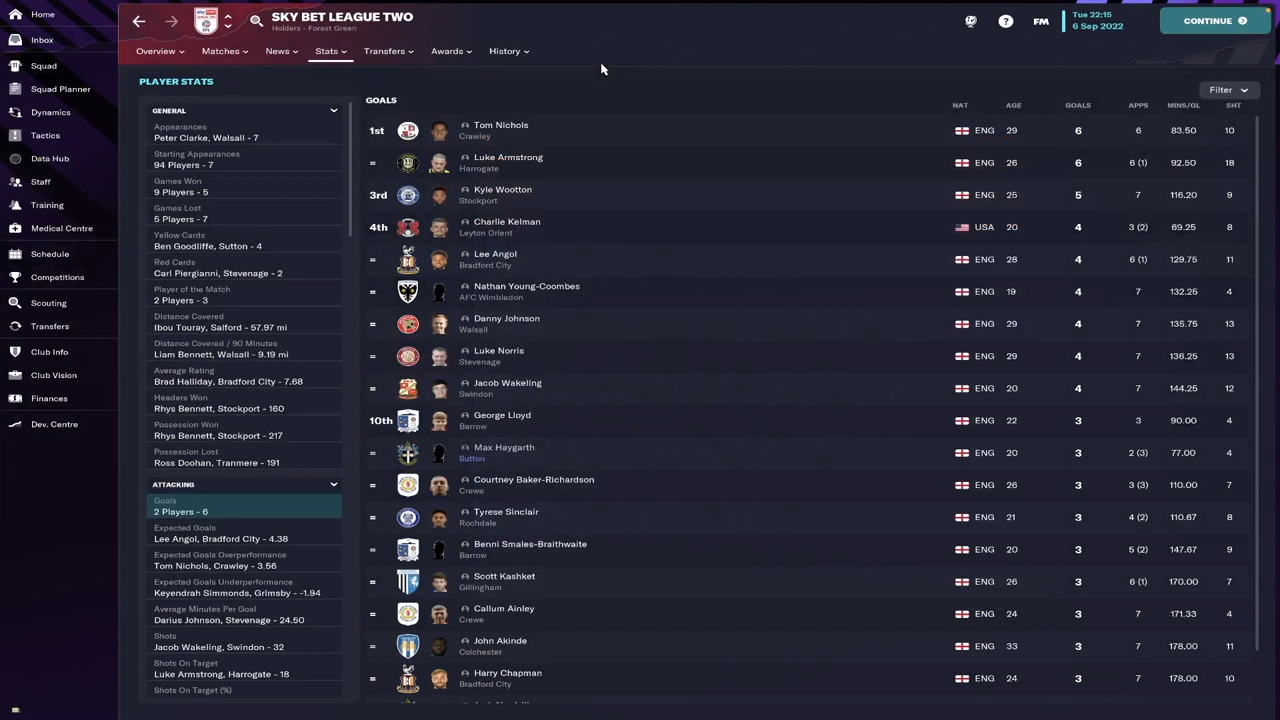 Home
Inbox
Squad
Squad Planner
Dynamics
Tactics
Data Hub
Staff
Training
Medical Centre
Schedule
Competitions
Scouting
Transfers
Club Info
Club Vision
Finances
Dev. Centre
sky bet
EFL
SKY BET LEAGUE TWO
Holders - Forest Green
FM
Tue 22:15
6 Sep 2022
CONTINUE
Overview Matches News Stats Transfers Awards History
PLAYER STATS
Filter
GENERAL
Appearances
Peter Clarke, Walsall - 7
Starting Appearances
94 Players - 7
Games Won
9 Players - 5
Games Lost
5 Players - 7
Yellow Cards
Ben Goodliffe, Sutton - 4
Red Cards
Carl Piergianni, Stevenage - 2
Player of the Match
2 Players - 3
Distance Covered
Ibou Touray, Salford - 57.97 mi
Distance Covered / 90 Minutes
Liam Bennett, Walsall - 9.19 mi
Average Rating
Brad Halliday, Bradford City - 7.68
Headers Won
Rhys Bennett, Stockport - 160
Possession Won
Rhys Bennett, Stockport - 217
Possession Lost
Ross Doohan, Tranmere - 191
ATTACKING
Goals
2 Players - 6
Expected Goals
Lee Angol, Bradford City - 4.38
Expected Goals Overperformance
Tom Nichols, Crawley - 3.56
Expected Goals Underperformance
Keyendrah Simmonds, Grimsby - -1.94
Average Minutes Per Goal
Darius Johnson, Stevenage - 24.50
Shots
Jacob Wakeling, Swindon - 32
Shots On Target
Luke Armstrong, Harrogate - 18
Shots On Target (%)
GOALS NAT AGE GOALS APPS MINS/GL SHT
1st Tom Nichols ENG 29 6 6 83.50 10
Crawley
= Luke Armstrong ENG 26 6 6 (1) 92.50 18
Harrogate
3rd Kyle Wootton ENG 25 5 7 116.20 9
Stockport
4th Charlie Kelman USA 20 4 3 (2) 69.25 8
Leyton Orient
= Lee Angol ENG 28 4 6 (1) 129.75 11
Bradford City
= Nathan Young-Coombes ENG 19 4 7 132.25 4
AFC Wimbledon
= Danny Johnson ENG 29 4 7 135.75 13
Walsall
= Luke Norris ENG 29 4 7 136.25 13
Stevenage
= Jacob Wakeling ENG 20 4 7 144.25 12
Swindon
10th George Lloyd ENG 22 3 3 90.00 4
Barrow
= Max Haygarth ENG 20 3 2 (3) 77.00 4
Sutton
= Courtney Baker-Richardson ENG 26 3 3 (3) 110.00 7
Crewe
= Tyrese Sinclair ENG 21 3 4 (2) 110.67 8
Rochdale
= Benni Smales-Braithwaite ENG 20 3 5 (2) 147.67 9
Barrow
= Scott Kashket ENG 26 3 6 (1) 170.00 7
Gillingham
= Callum Ainley ENG 24 3 7 171.33 4
Crewe
= John Akinde ENG 33 3 7 178.00 11
Colchester
= Harry Chapman ENG 24 3 7 178.00 10
Bradford City